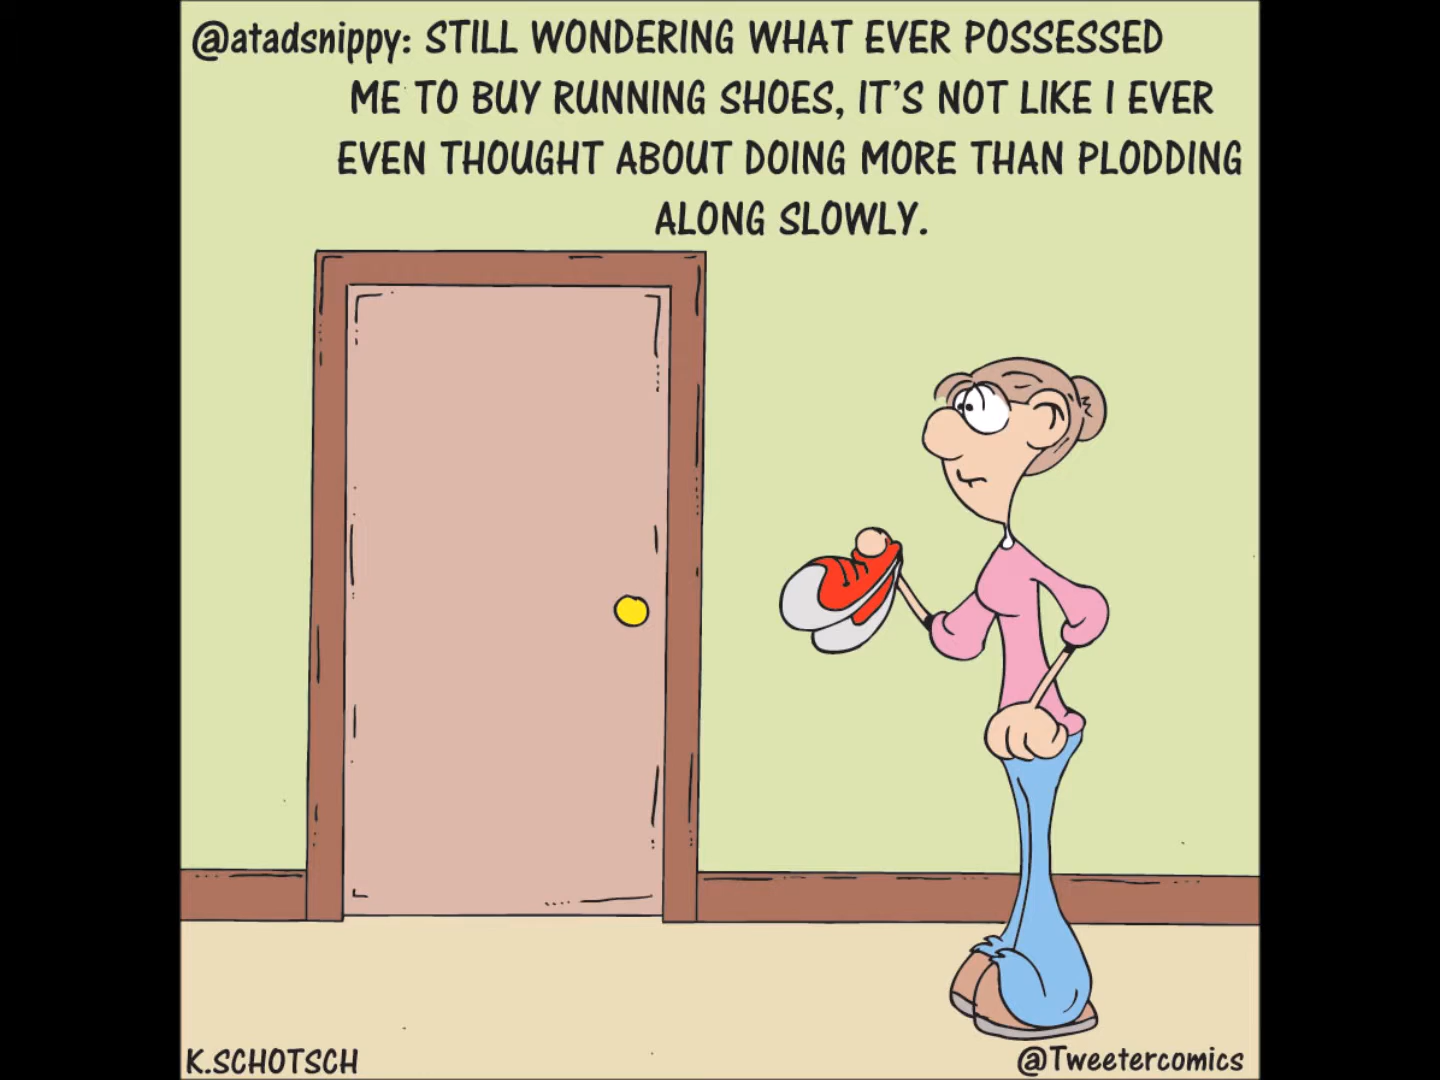 @atadsnippy: STILL WONDERING WHAT EVER POSSESSED
ME TO BUY RUNNING SHOES, IT'S NOT LIKE I EVER
EVEN THOUGHT ABOUT DOING MORE THAN PLODDING
ALONG SLOWLY.
K.SCHOTSCH
@Tweetercomics